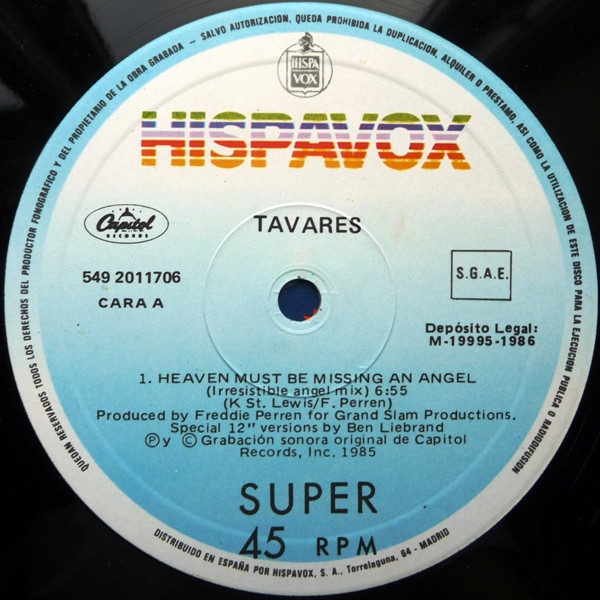 QUEDAN RESERVADOS TODOS LOS DERECHOS DEL PRODUCTOR FONOGRAFICO Y DEL PROPIETARIO DE LA OBRA GRABADA - SALVO AUTORIZACION, QUEDA PROHIBIDA LA DUPLICACION, ALQUILER O PRESTAMO, ASI COMO LA UTILIZACION DE ESTE DISCO PARA LA EJECUCION PUBLICA O RADIODIFUSION
HISPA
VOX
HISPAVOX
Capitol
RECORDS
TAVARES
549 2011706
CARA A
S.G.A.E.
Depósito Legal:
M-19995-1986
1. HEAVEN MUST BE MISSING AN ANGEL
(Irresistible angel mix) 6:55
(K St. Lewis/F. Perren)
Produced by Freddie Perren for Grand Slam Productions.
Special 12" versions by Ben Liebrand
Ⓟ y © Grabación sonora original de Capitol
Records, Inc. 1985
SUPER
45 RPM
DISTRIBUIDO EN ESPAÑA POR HISPAVOX, S. A., Torrelaguna, 64 - MADRID